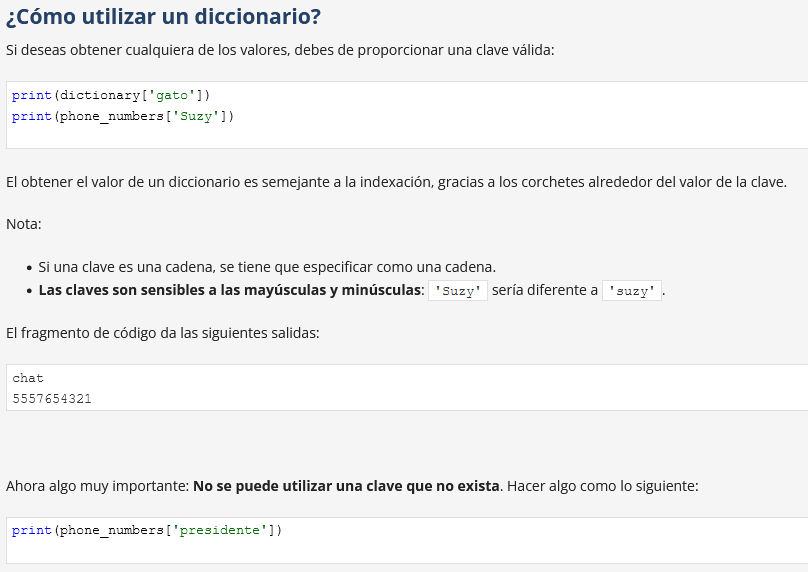 ¿Cómo utilizar un diccionario?
Si deseas obtener cualquiera de los valores, debes de proporcionar una clave válida:
print(dictionary['gato'])
print(phone_numbers['Suzy'])
El obtener el valor de un diccionario es semejante a la indexación, gracias a los corchetes alrededor del valor de la clave.
Nota:
• Si una clave es una cadena, se tiene que especificar como una cadena.
• Las claves son sensibles a las mayúsculas y minúsculas: 'Suzy' sería diferente a 'suzy'.
El fragmento de código da las siguientes salidas:
chat
5557654321
Ahora algo muy importante: No se puede utilizar una clave que no exista. Hacer algo como lo siguiente:
print(phone_numbers['presidente'])